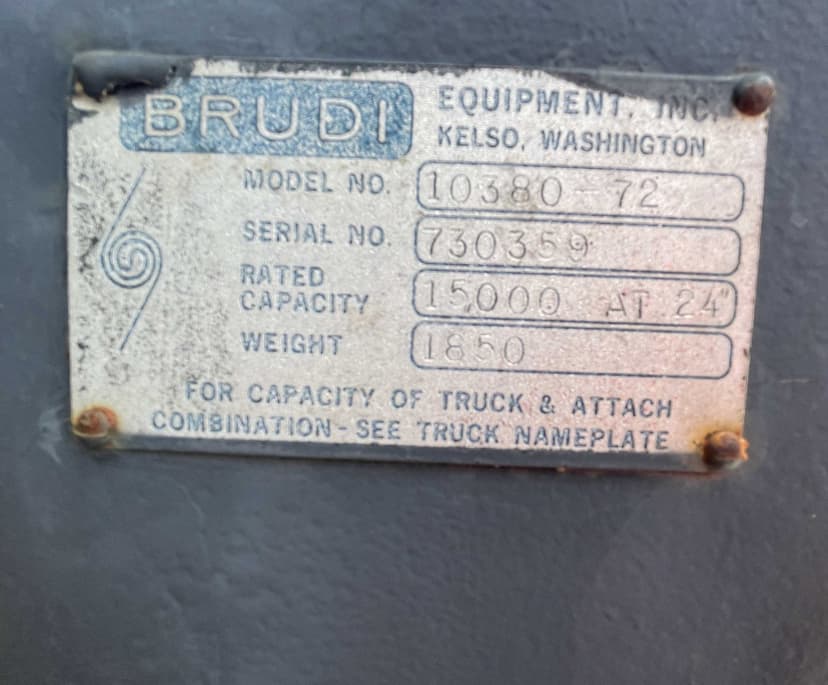 BRUDI EQUIPMENT, INC.
KELSO, WASHINGTON
MODEL NO. 10380-72
SERIAL NO. 730359
RATED CAPACITY 15000 AT 24"
WEIGHT 1850
FOR CAPACITY OF TRUCK & ATTACH
COMBINATION-SEE TRUCK NAMEPLATE